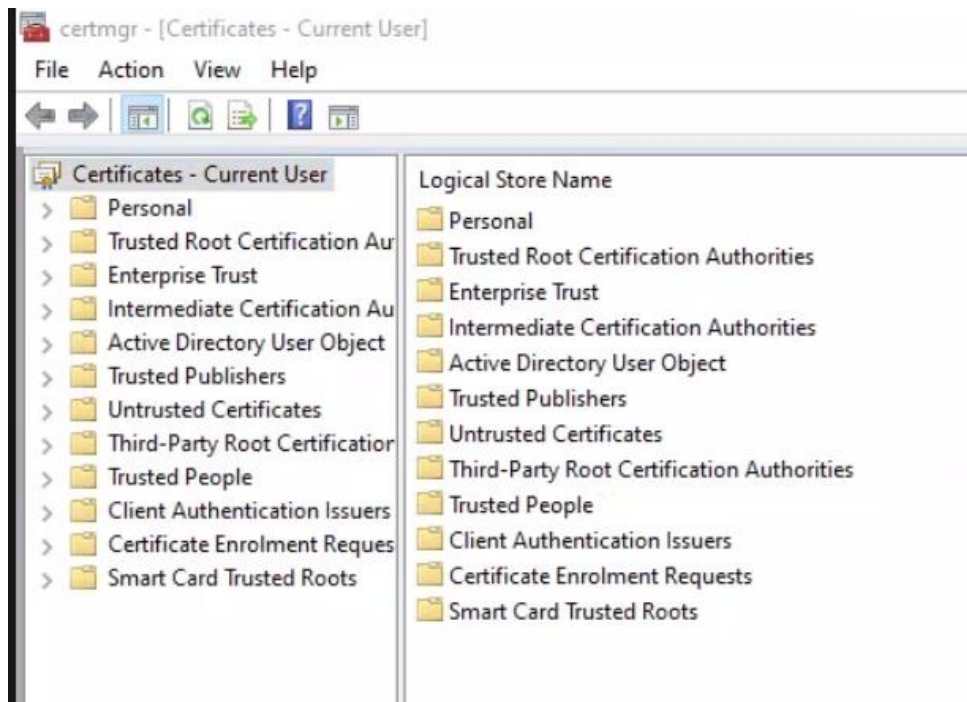 certmgr - [Certificates - Current User]
File Action View Help
Certificates - Current User
Personal
Trusted Root Certification Aut
Enterprise Trust
Intermediate Certification Au
Active Directory User Object
Trusted Publishers
Untrusted Certificates
Third-Party Root Certification
Trusted People
Client Authentication Issuers
Certificate Enrolment Reques
Smart Card Trusted Roots
Logical Store Name
Personal
Trusted Root Certification Authorities
Enterprise Trust
Intermediate Certification Authorities
Active Directory User Object
Trusted Publishers
Untrusted Certificates
Third-Party Root Certification Authorities
Trusted People
Client Authentication Issuers
Certificate Enrolment Requests
Smart Card Trusted Roots